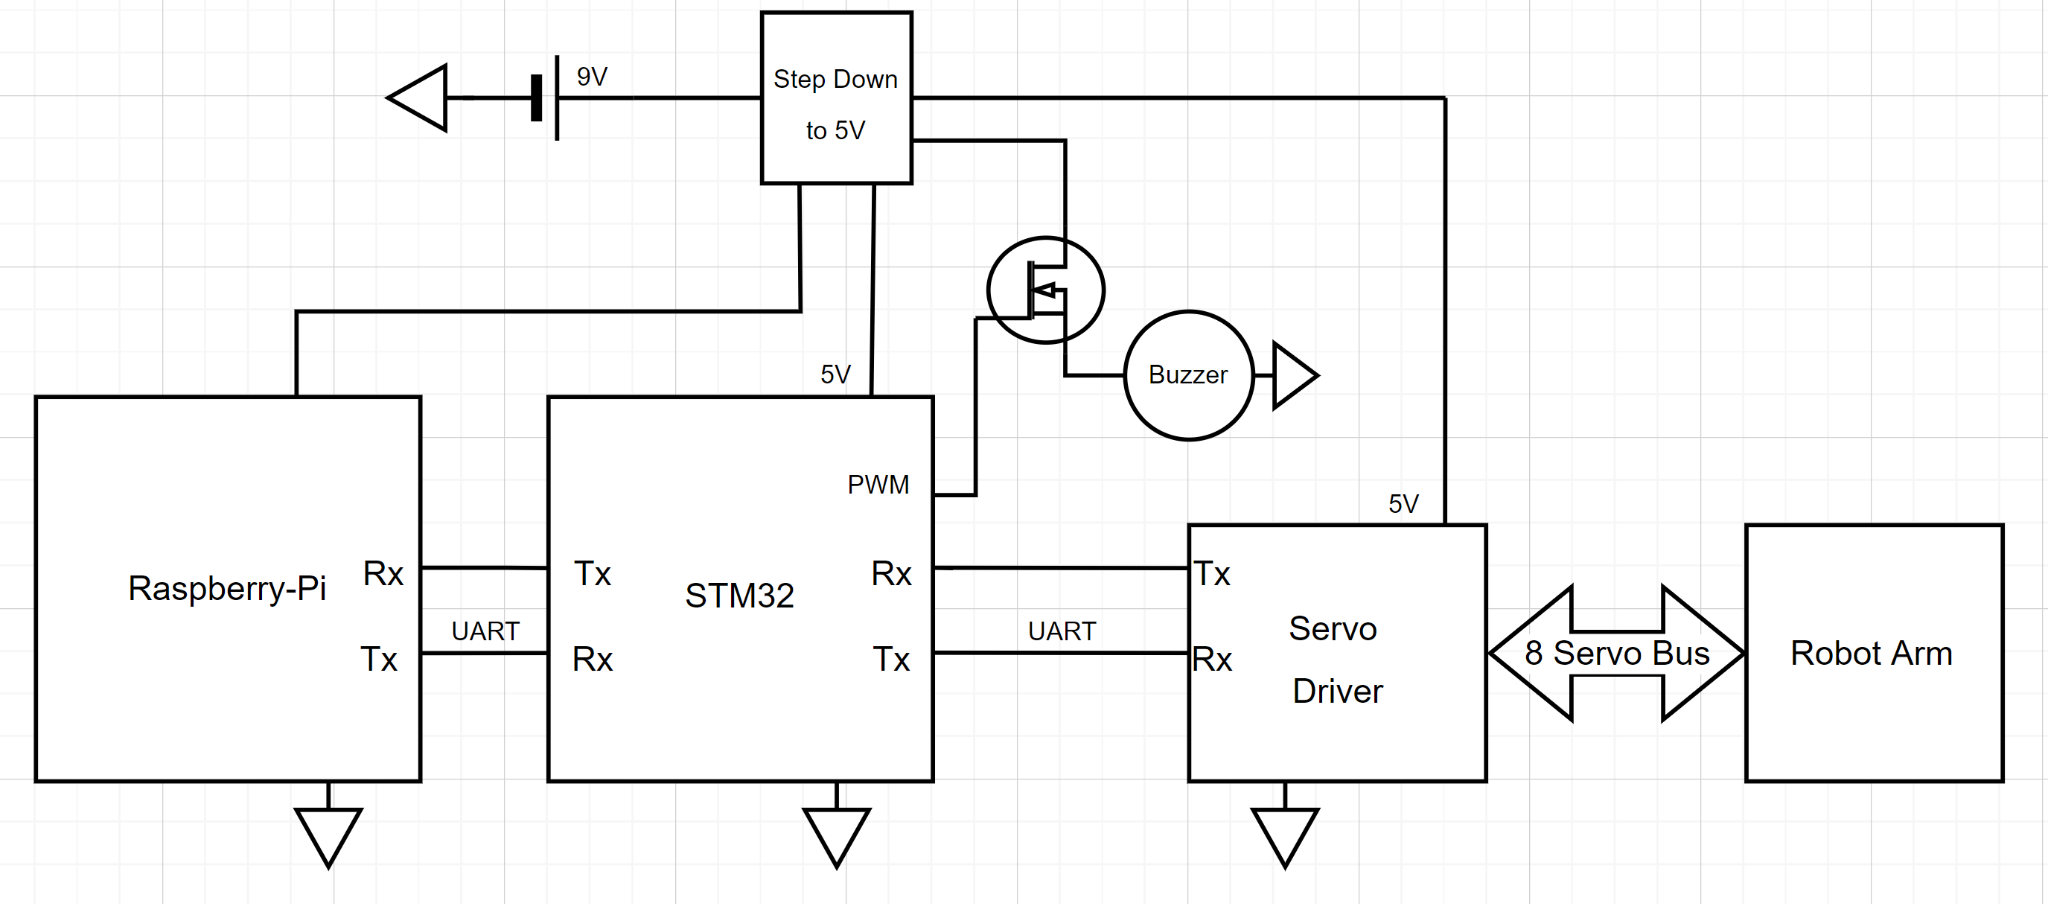 9V
Step Down
to 5V
5V
Buzzer
PWM
5V
Raspberry-Pi
Rx
Tx
UART
Tx
Rx
STM32
Rx
Tx
UART
Tx
Rx
Servo
Driver
8 Servo Bus
Robot Arm